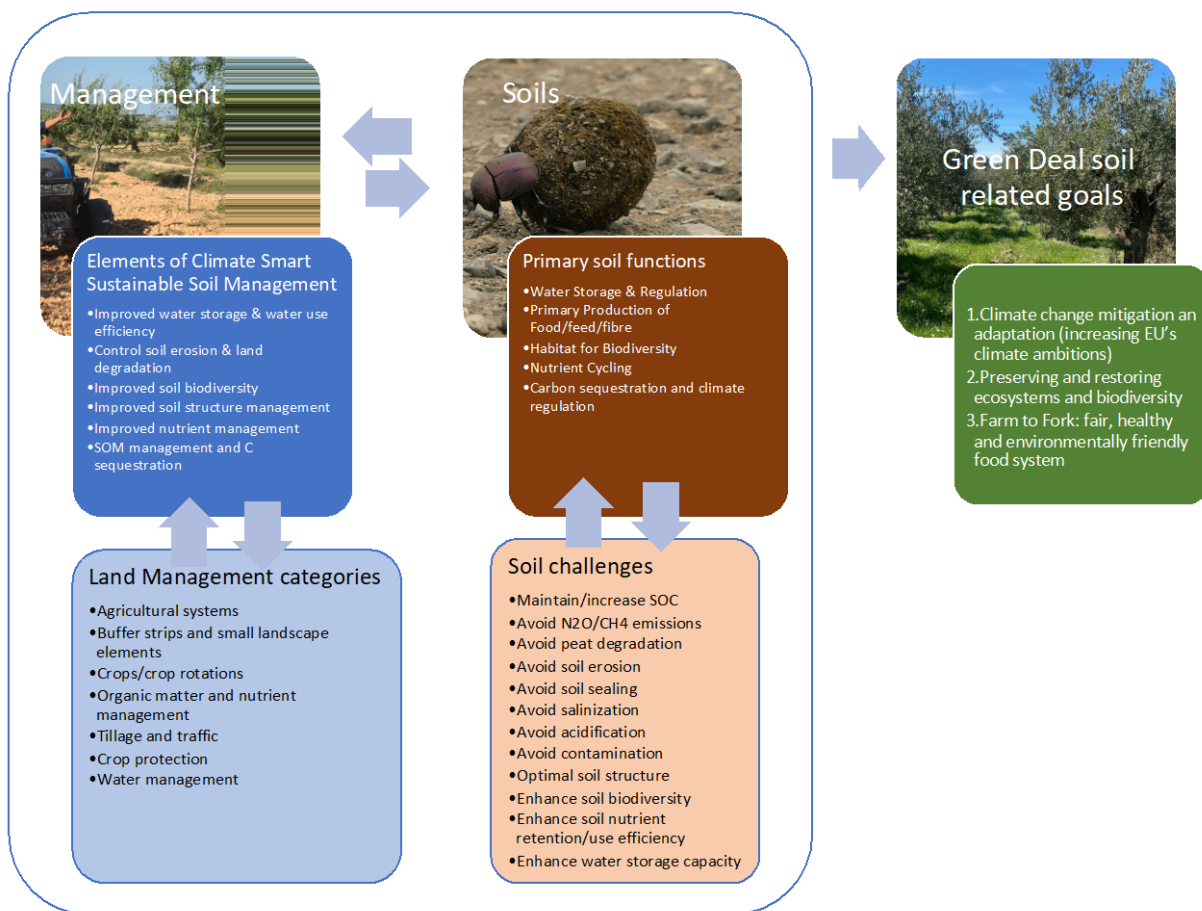 Management
Elements of Climate Smart
Sustainable Soil Management
•Improved water storage & water use
efficiency
•Control soil erosion & land
degradation
•Improved soil biodiversity
•Improved soil structure management
•Improved nutrient management
•SOM management and C
sequestration
Land Management categories
•Agricultural systems
•Buffer strips and small landscape
elements
•Crops/crop rotations
•Organic matter and nutrient
management
•Tillage and traffic
•Crop protection
•Water management
Soils
Primary soil functions
•Water Storage & Regulation
•Primary Production of
Food/feed/fibre
•Habitat for Biodiversity
•Nutrient Cycling
•Carbon sequestration and climate
regulation
Soil challenges
•Maintain/increase SOC
•Avoid N2O/CH4 emissions
•Avoid peat degradation
•Avoid soil erosion
•Avoid soil sealing
•Avoid salinization
•Avoid acidification
•Avoid contamination
•Optimal soil structure
•Enhance soil biodiversity
•Enhance soil nutrient
retention/use efficiency
•Enhance water storage capacity
Green Deal soil
related goals
1.Climate change mitigation an
adaptation (increasing EU's
climate ambitions)
2.Preserving and restoring
ecosystems and biodiversity
3.Farm to Fork: fair, healthy
and environmentally friendly
food system